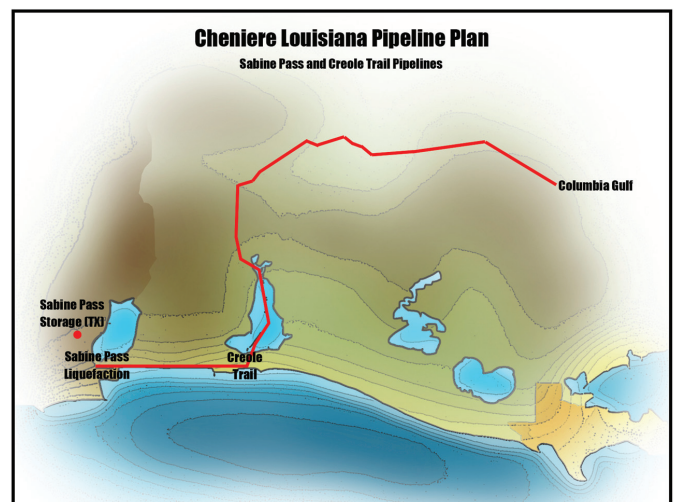 Cheniere Louisiana Pipeline Plan
Sabine Pass and Creole Trail Pipelines
Columbia Gulf
Sabine Pass
Storage (TX)
Sabine Pass
Liquefaction
Creole
Trail